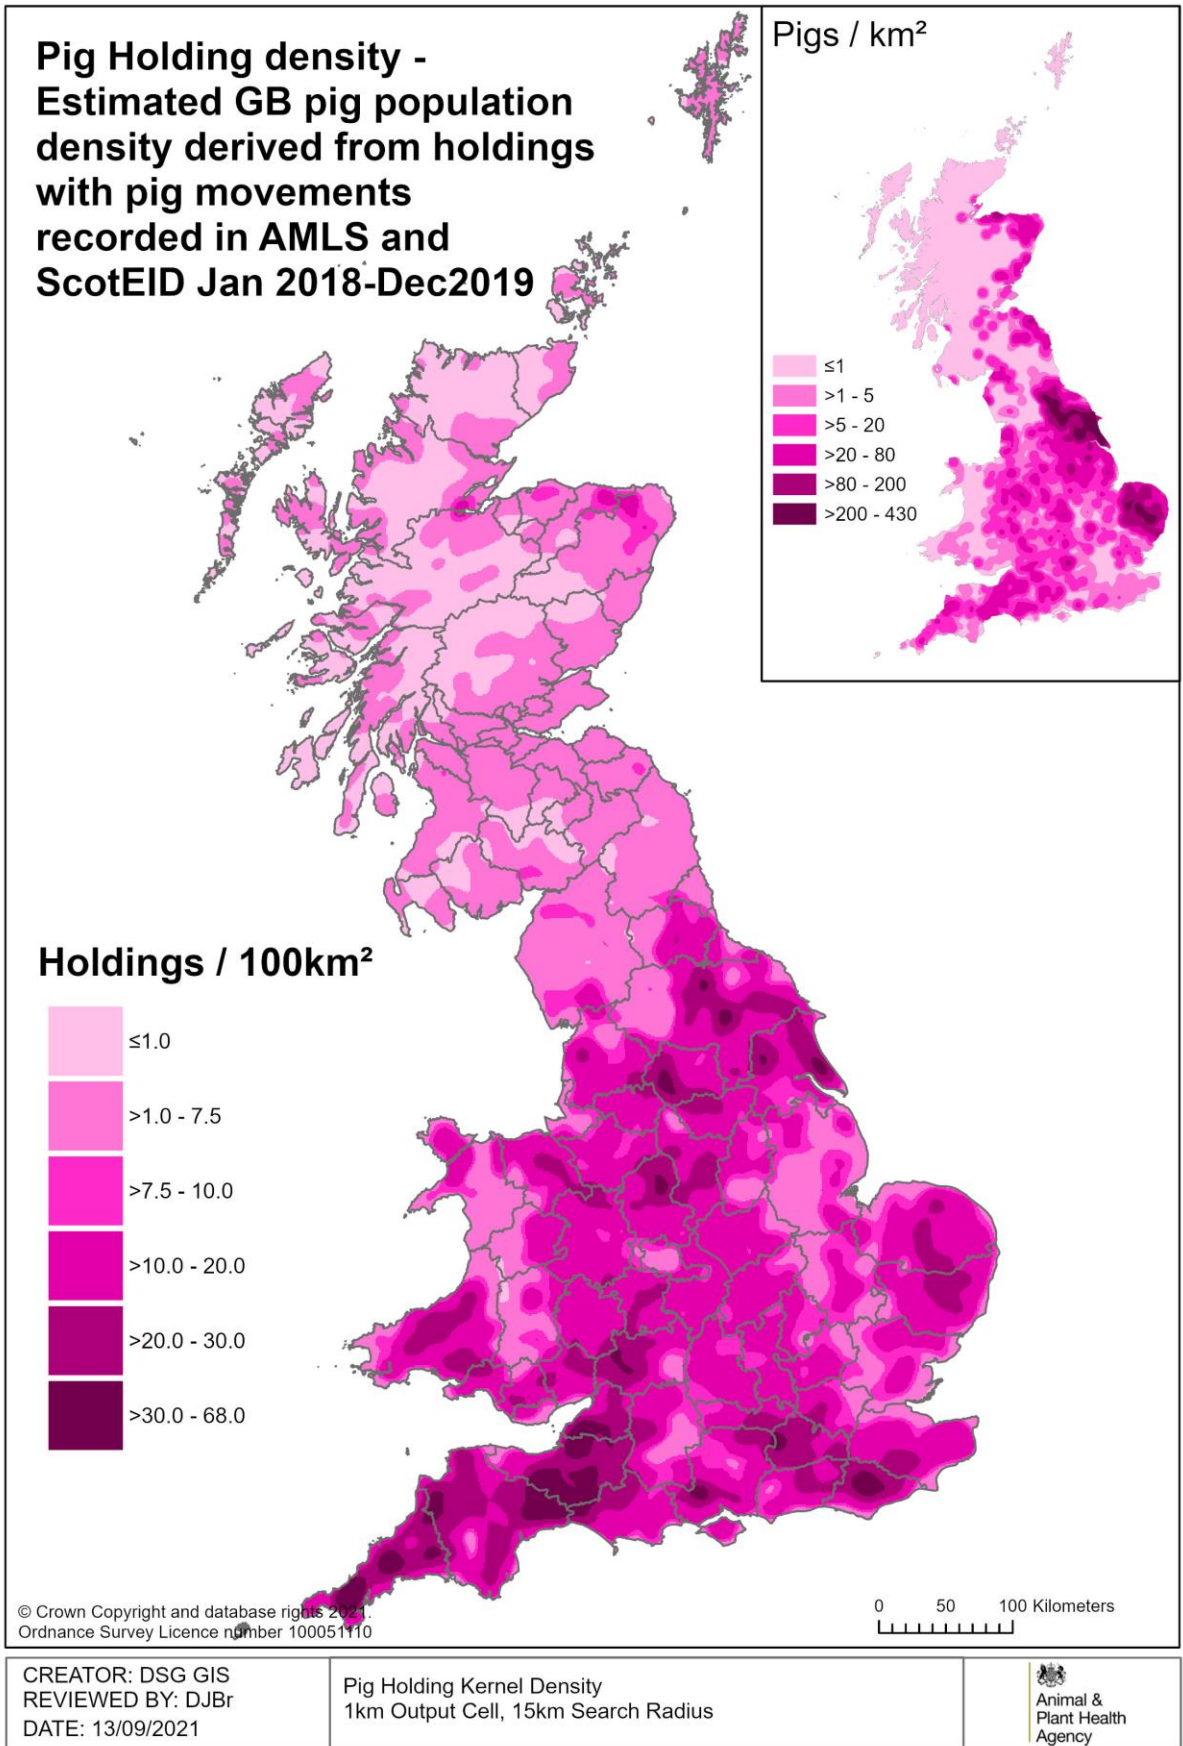 Pig Holding density -
Estimated GB pig population
density derived from holdings
with pig movements
recorded in AMLS and
ScotEID Jan 2018-Dec2019
Pigs / km²
≤1
>1 - 5
>5 - 20
>20 - 80
>80 - 200
>200 - 430
Holdings / 100km²
≤1.0
>1.0 - 7.5
>7.5 - 10.0
>10.0 - 20.0
>20.0 - 30.0
>30.0 - 68.0
© Crown Copyright and database rights 2021.
Ordnance Survey Licence number 100051110
0 50 100 Kilometers
CREATOR: DSG GIS
REVIEWED BY: DJBr
DATE: 13/09/2021
Pig Holding Kernel Density
1km Output Cell, 15km Search Radius
Animal &
Plant Health
Agency